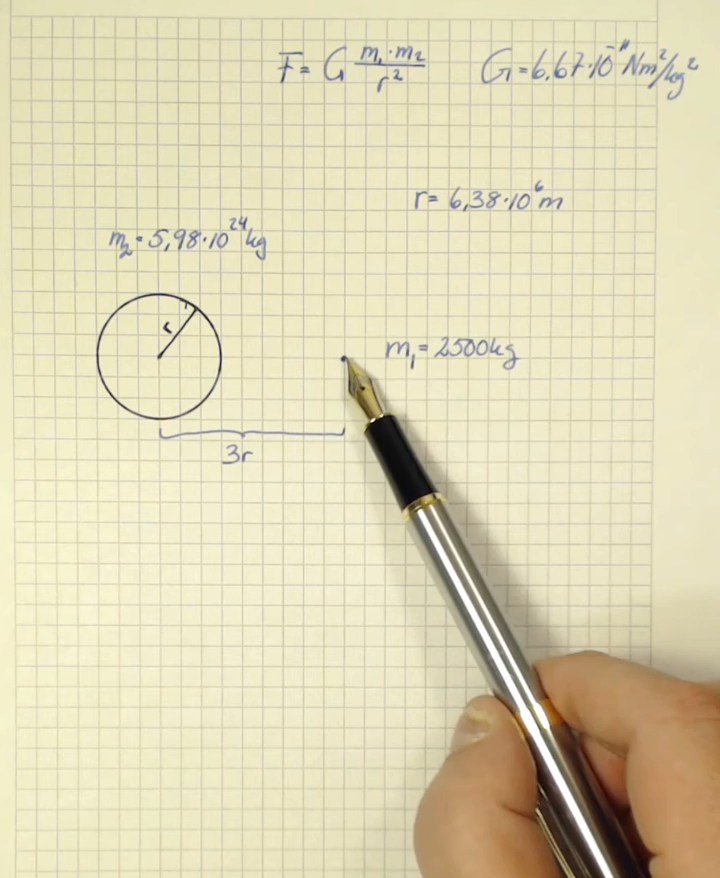 F = G m₁·m₂/r² G = 6,67·10⁻¹¹ Nm²/kg²
r = 6,38·10⁶ m
m₂ = 5,98·10²⁴ kg
r
m₁ = 2500 kg
3r